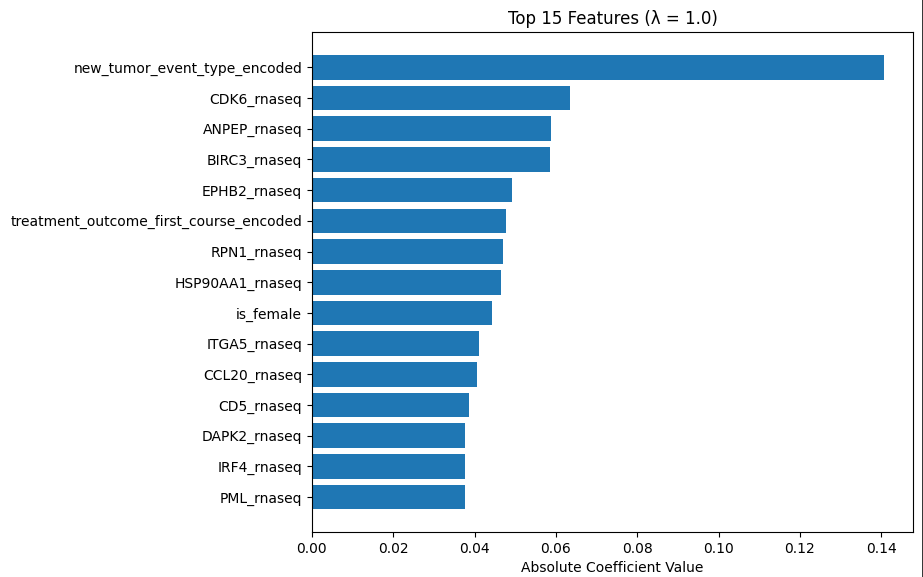 Top 15 Features (λ = 1.0)
new_tumor_event_type_encoded
CDK6_rnaseq
ANPEP_rnaseq
BIRC3_rnaseq
EPHB2_rnaseq
treatment_outcome_first_course_encoded
RPN1_rnaseq
HSP90AA1_rnaseq
is_female
ITGA5_rnaseq
CCL20_rnaseq
CD5_rnaseq
DAPK2_rnaseq
IRF4_rnaseq
PML_rnaseq
0.00 0.02 0.04 0.06 0.08 0.10 0.12 0.14
Absolute Coefficient Value